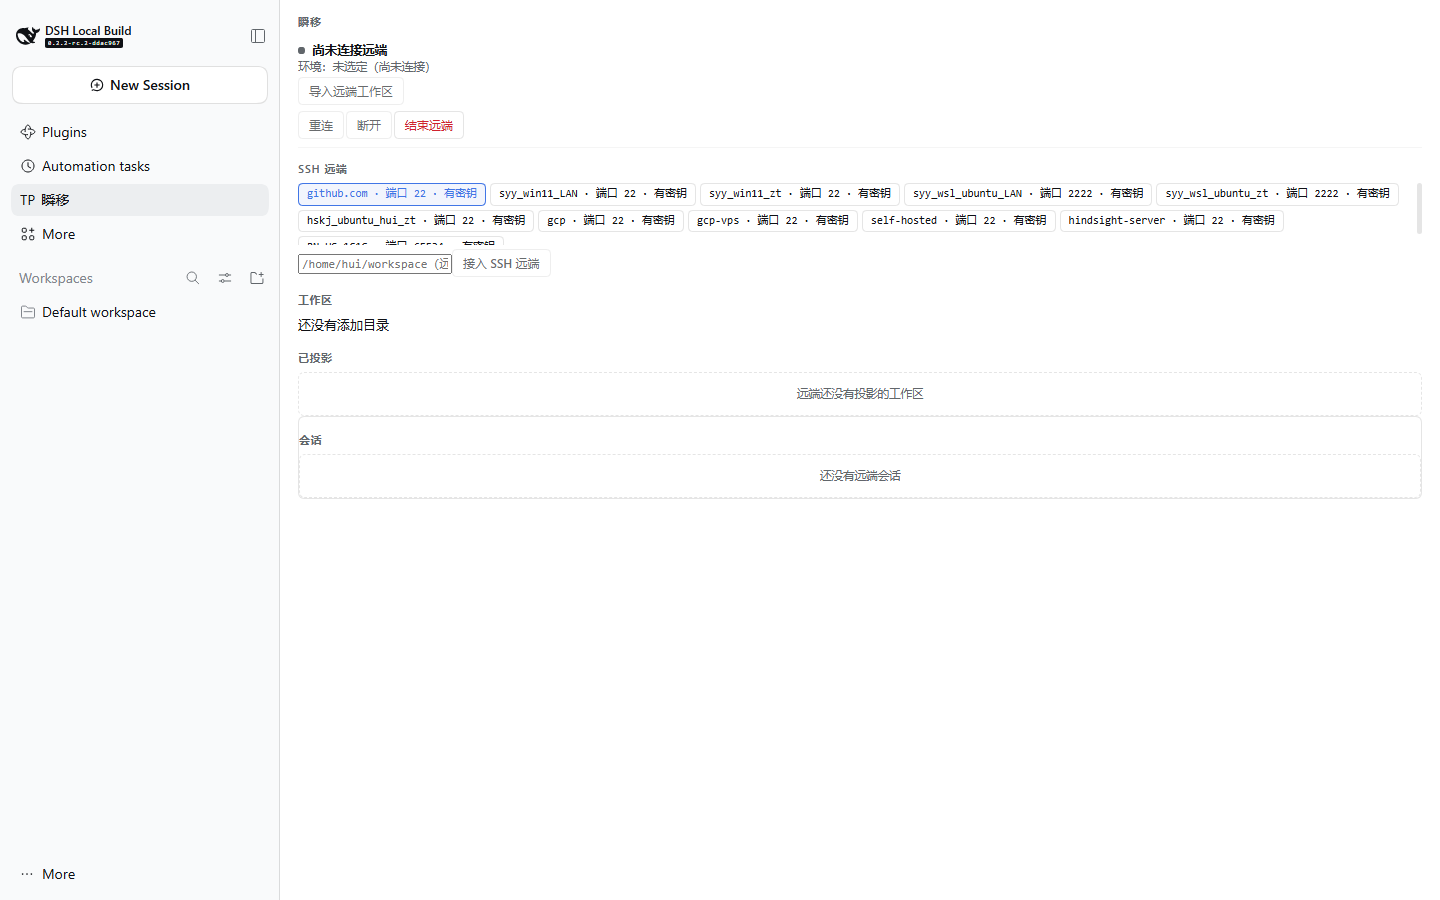 DSH Local Build
0.3.2-rc.3-ddac967
New Session
Plugins
Automation tasks
TP 瞬移
More
Workspaces
Default workspace
More
瞬移
尚未连接远端
环境：未选定（尚未连接）
导入远端工作区
重连 断开 结束远端
SSH 远端
github.com · 端口 22 · 有密钥 syy_win11_LAN · 端口 22 · 有密钥 syy_win11_zt · 端口 22 · 有密钥 syy_wsl_ubuntu_LAN · 端口 2222 · 有密钥 syy_wsl_ubuntu_zt · 端口 2222 · 有密钥
hskj_ubuntu_hui_zt · 端口 22 · 有密钥 gcp · 端口 22 · 有密钥 gcp-vps · 端口 22 · 有密钥 self-hosted · 端口 22 · 有密钥 hindsight-server · 端口 22 · 有密钥
/home/hui/workspace（远 接入 SSH 远端
工作区
还没有添加目录
已投影
远端还没有投影的工作区
会话
还没有远端会话